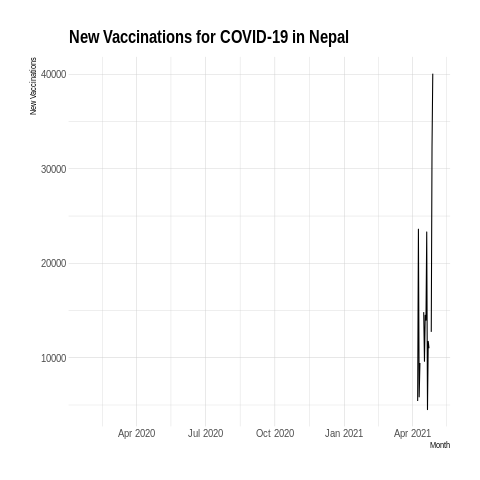 New Vaccinations for COVID-19 in Nepal
New Vaccinations
40000
30000
20000
10000
Apr 2020 Jul 2020 Oct 2020 Jan 2021 Apr 2021
Month